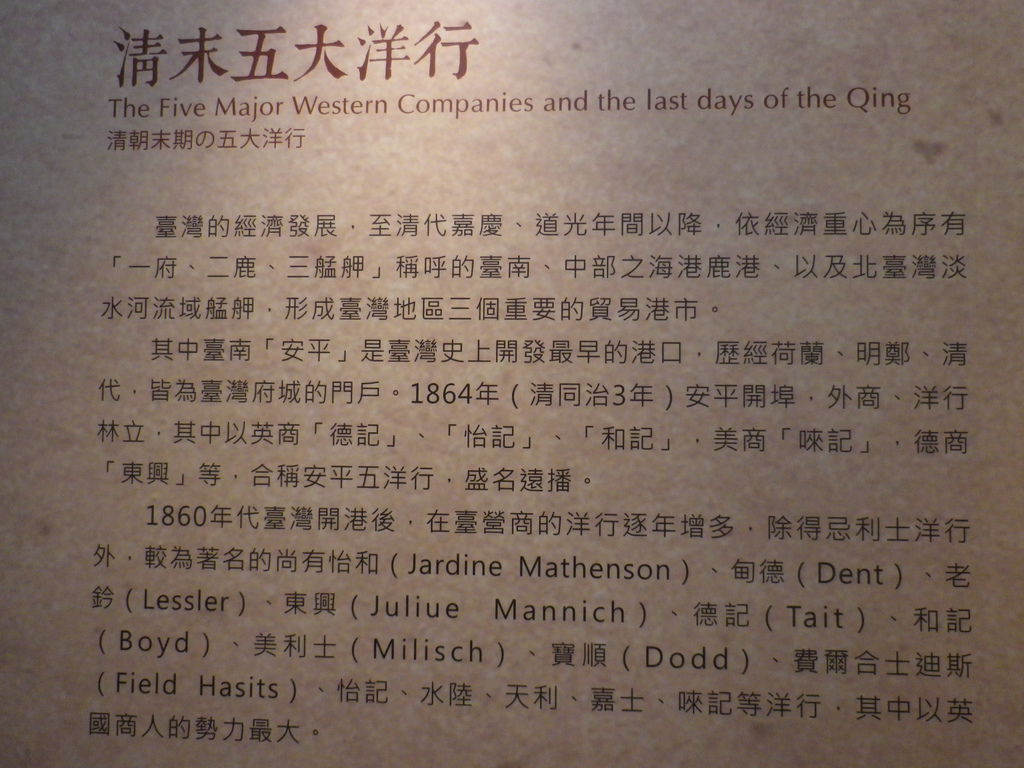 清末五大洋行
The Five Major Western Companies and the last days of the Qing
清朝末期の五大洋行
臺灣的經濟發展，至清代嘉慶、道光年間以降，依經濟重心為序有
「一府、二鹿、三艋舺」稱呼的臺南、中部之海港鹿港、以及北臺灣淡
水河流域艋舺，形成臺灣地區三個重要的貿易港市。
其中臺南「安平」是臺灣史上開發最早的港口，歷經荷蘭、明鄭、清
代，皆為臺灣府城的門戶。1864年（清同治3年）安平開埠，外商、洋行
林立，其中以英商「德記」、「怡記」、「和記」，美商「唻記」，德商
「東興」等，合稱安平五洋行，盛名遠播。
1860年代臺灣開港後，在臺營商的洋行逐年增多，除得忌利士洋行
外，較為著名的尚有怡和（Jardine Mathenson）、甸德（Dent）、老
鈴（Lessler）、東興（Juliue Mannich）、德記（Tait）、和記
（Boyd）、美利士（Milisch）、寶順（Dodd）、費爾合士迪斯
（Field Hasits）、怡記、水陸、天利、嘉士、唻記等洋行，其中以英
國商人的勢力最大。